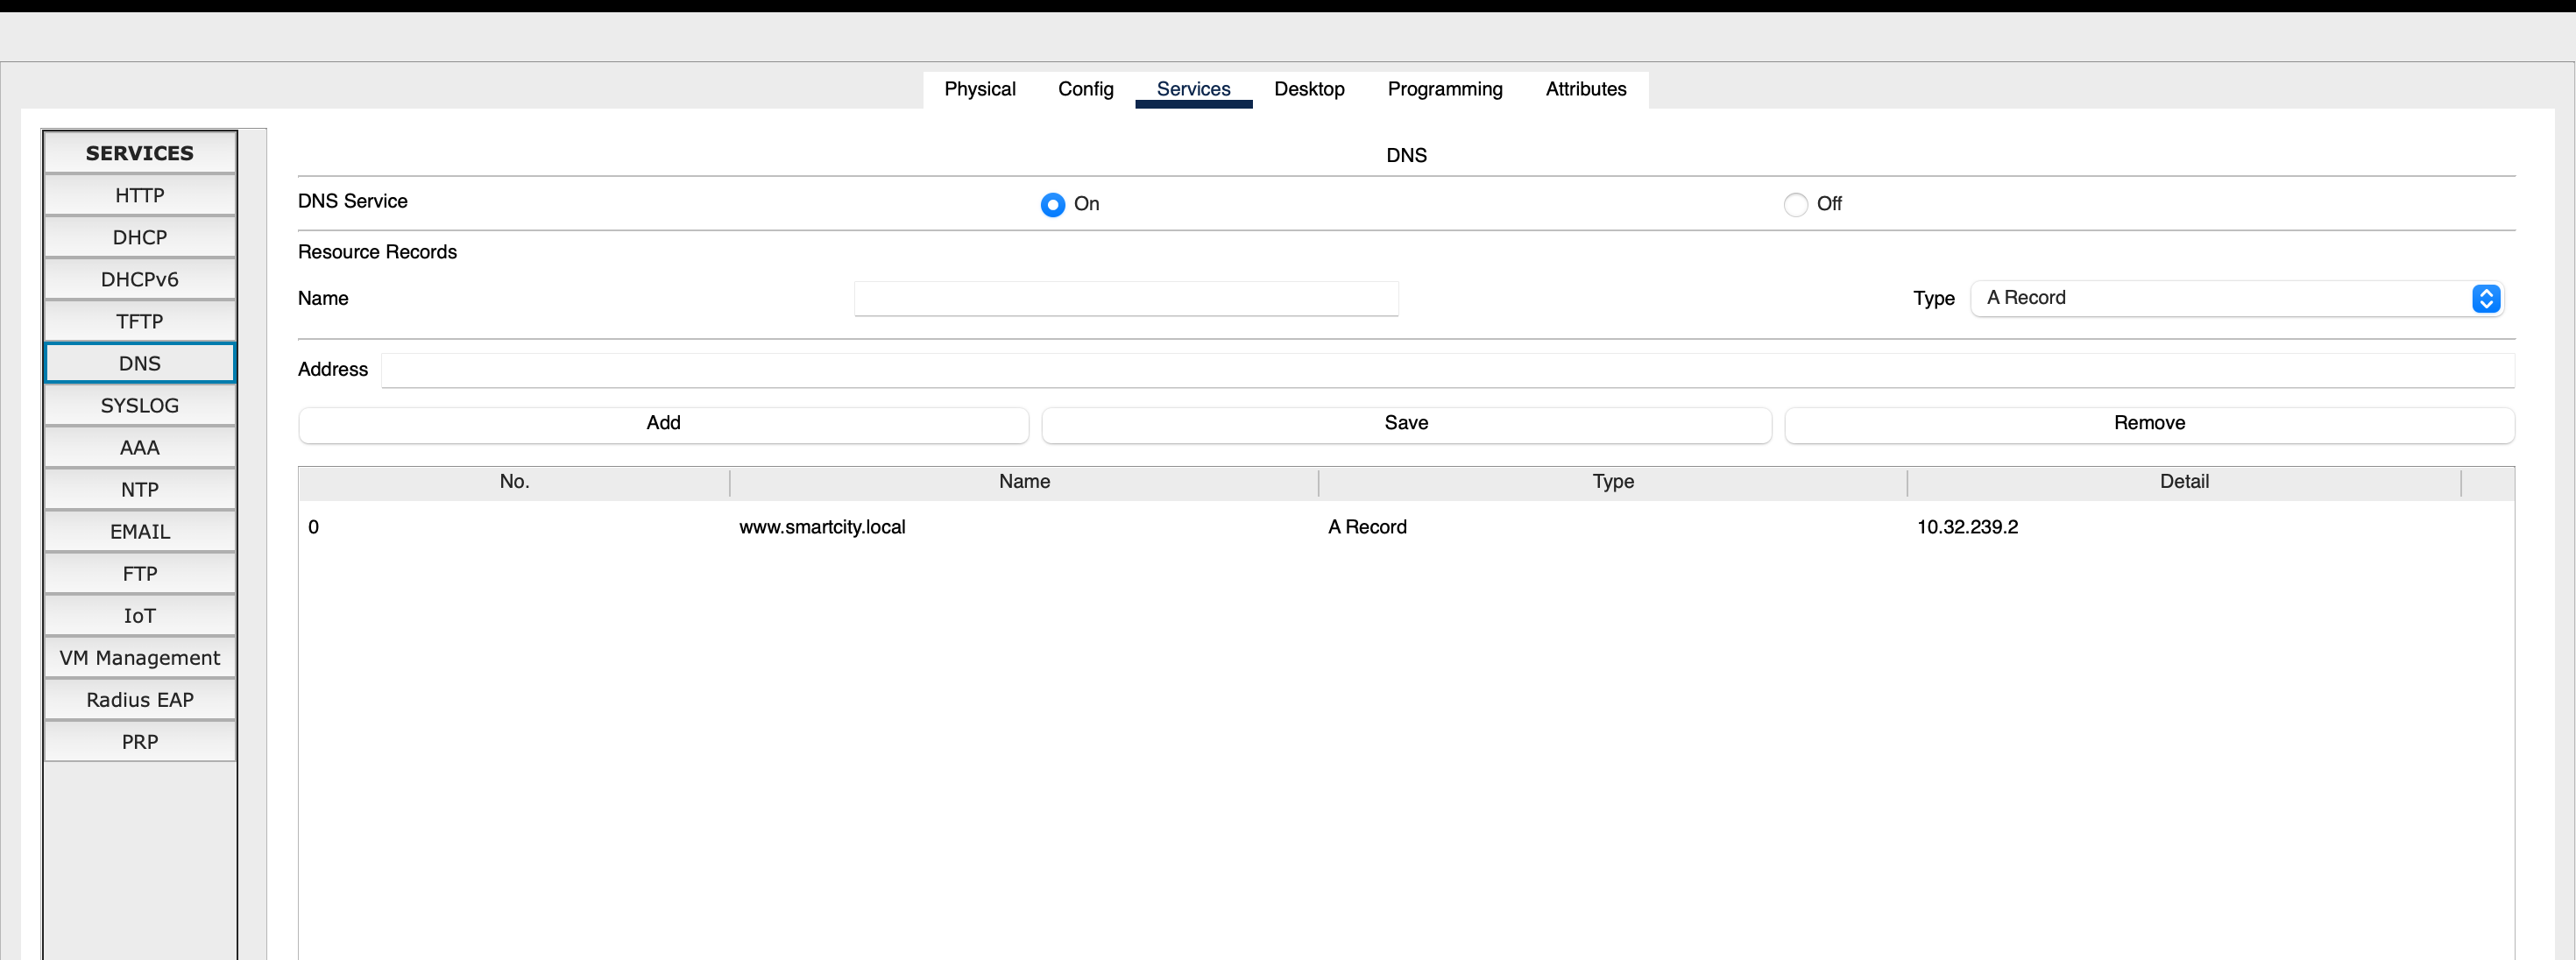 Physical Config Services Desktop Programming Attributes
SERVICES
HTTP
DHCP
DHCPv6
TFTP
DNS
SYSLOG
AAA
NTP
EMAIL
FTP
IoT
VM Management
Radius EAP
PRP
DNS
DNS Service On Off
Resource Records
Name Type A Record
Address
Add Save Remove
No. Name Type Detail
0 www.smartcity.local A Record 10.32.239.2